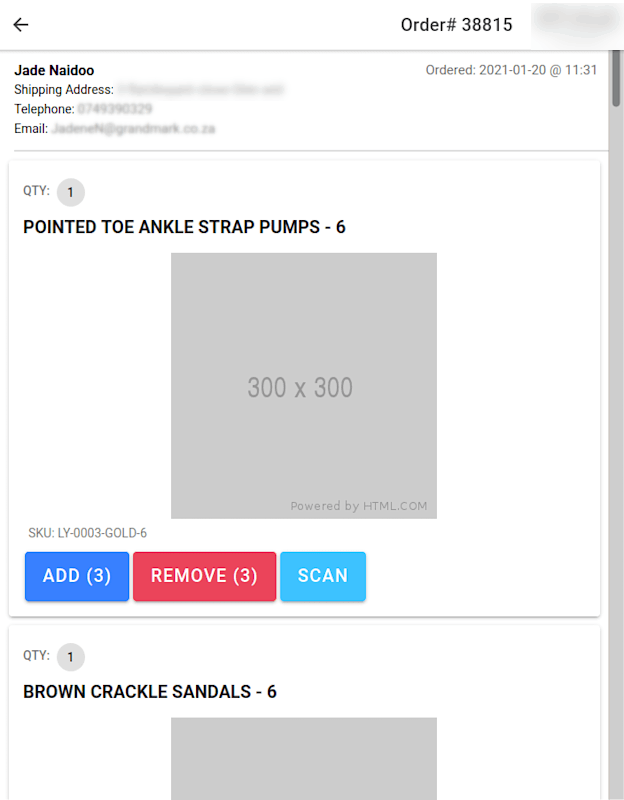 Order# 38815
Jade Naidoo
Ordered: 2021-01-20 @ 11:31
Shipping Address:
Telephone: 0749390329
Email: JadeneN@grandmark.co.za
QTY: 1
POINTED TOE ANKLE STRAP PUMPS - 6
300 x 300
Powered by HTML.COM
SKU: LY-0003-GOLD-6
ADD (3) REMOVE (3) SCAN
QTY: 1
BROWN CRACKLE SANDALS - 6